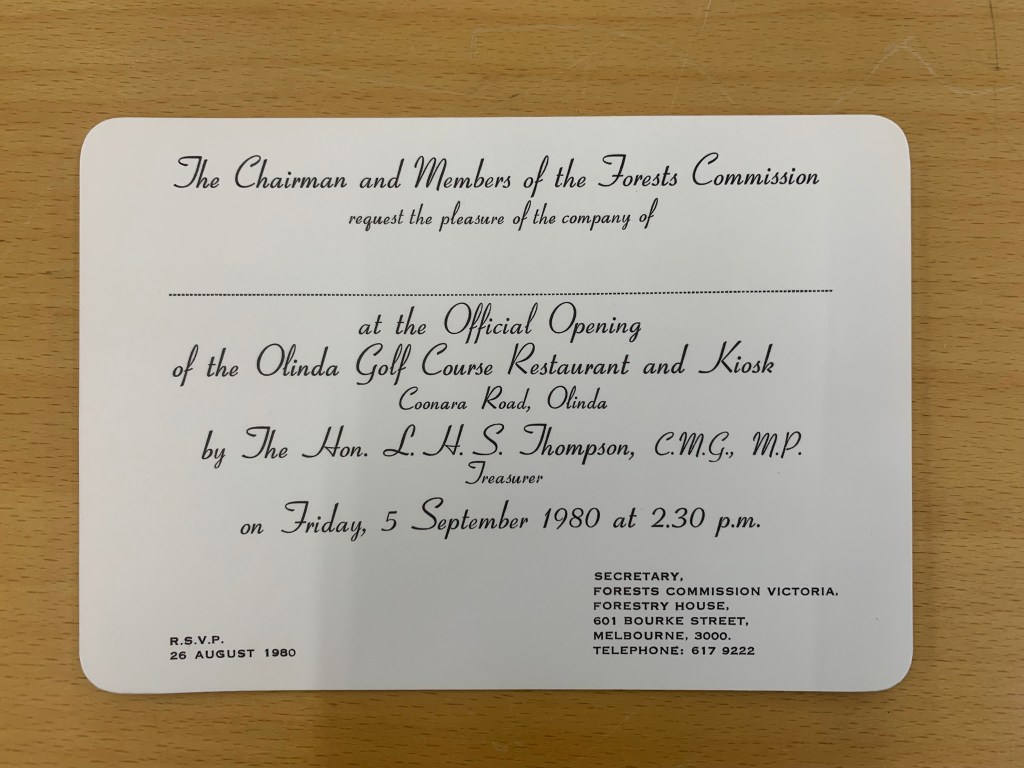 The Chairman and Members of the Forests Commission
request the pleasure of the company of
at the Official Opening
of the Olinda Golf Course Restaurant and Kiosk
Coonara Road, Olinda
by The Hon. L. H. S. Thompson, C.M.G., M.P.
Treasurer
on Friday, 5 September 1980 at 2.30 p.m.
R.S.V.P.
26 AUGUST 1980
SECRETARY,
FORESTS COMMISSION VICTORIA,
FORESTRY HOUSE,
601 BOURKE STREET,
MELBOURNE, 3000.
TELEPHONE: 617 9222